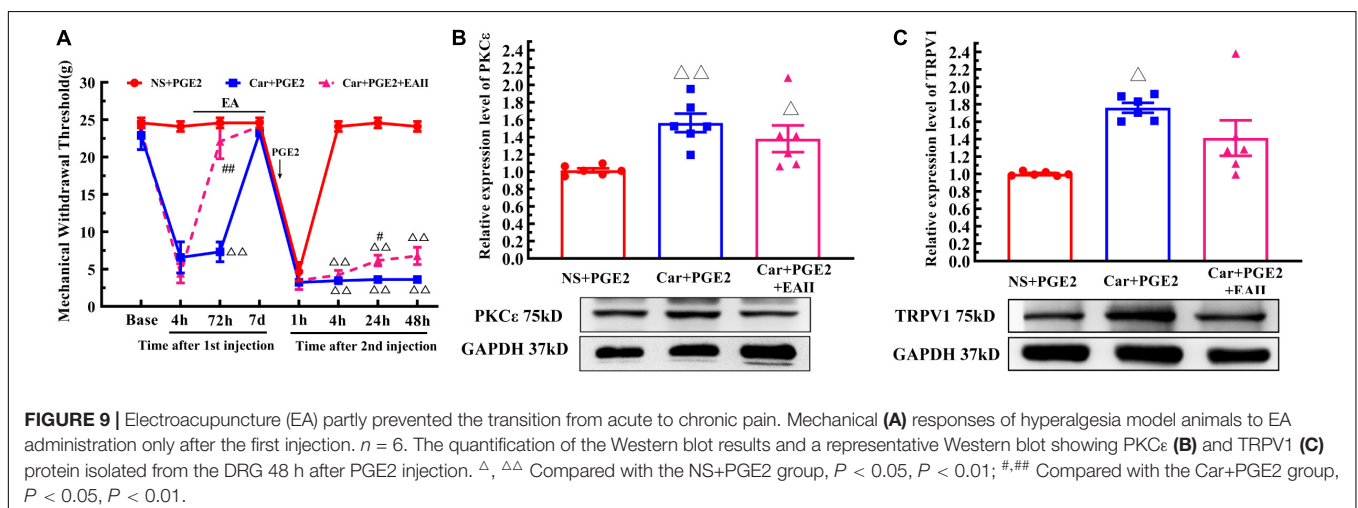 A
NS+PGE2 Car+PGE2 Car+PGE2+EAII
Mechanical Withdrawal Threshold(g)
30
25
20
15
10
5
0
EA
PGE2
##
△△
#
△△ △△ △△
△△ △△ △△
Base 4h 72h 7d 1h 4h 24h 48h
Time after 1st injection Time after 2nd injection
B
Relative expression level of PKCε
2.4
2.2
2.0
1.8
1.6
1.4
1.2
1.0
0.8
0.6
0.4
0.2
0.0
△△
△
NS+PGE2 Car+PGE2 Car+PGE2
+EAII
PKCε 75kD
GAPDH 37kD
C
Relative expression level of TRPV1
2.4
2.2
2.0
1.8
1.6
1.4
1.2
1.0
0.8
0.6
0.4
0.2
0.0
△
NS+PGE2 Car+PGE2 Car+PGE2
+EAII
TRPV1 75kD
GAPDH 37kD
FIGURE 9 | Electroacupuncture (EA) partly prevented the transition from acute to chronic pain. Mechanical (A) responses of hyperalgesia model animals to EA
administration only after the first injection. n = 6. The quantification of the Western blot results and a representative Western blot showing PKCε (B) and TRPV1 (C)
protein isolated from the DRG 48 h after PGE2 injection. △, △△ Compared with the NS+PGE2 group, P < 0.05, P < 0.01; #,## Compared with the Car+PGE2 group,
P < 0.05, P < 0.01.